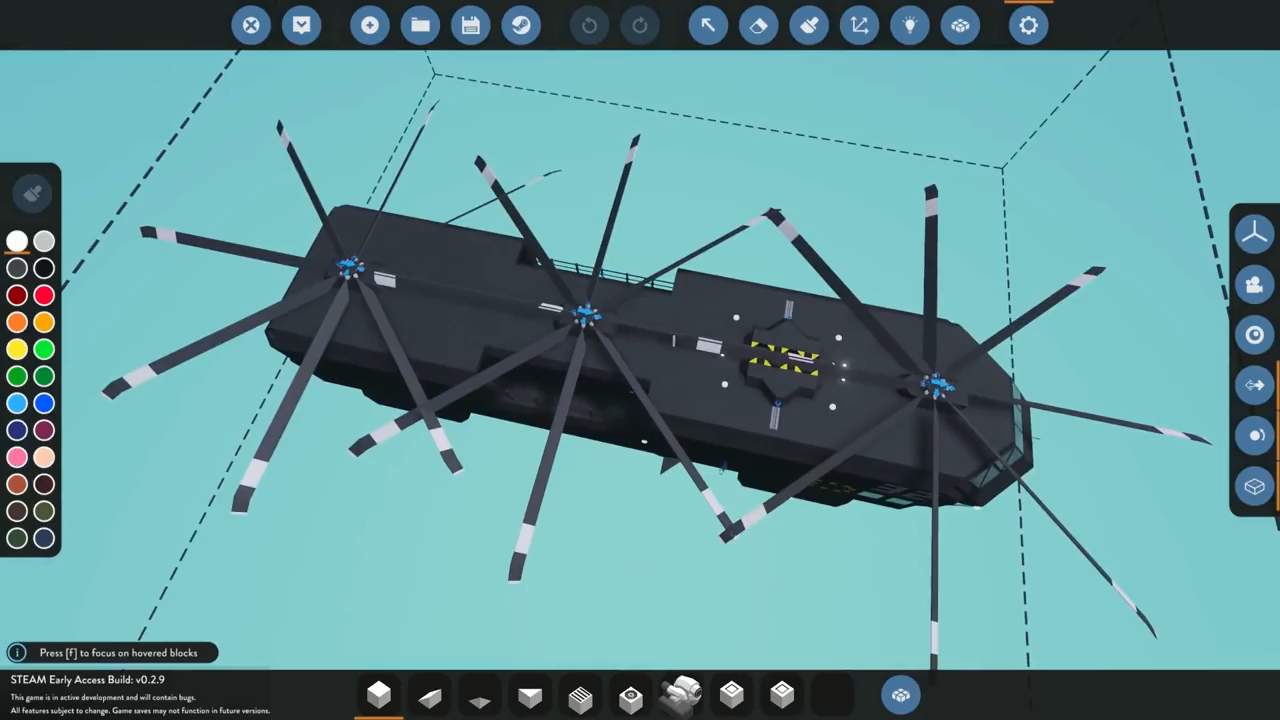 Press [f] to focus on hovered blocks
STEAM Early Access Build: v0.2.9
This game is in active development and will contain bugs.
All features subject to change. Game saves may not function in future versions.